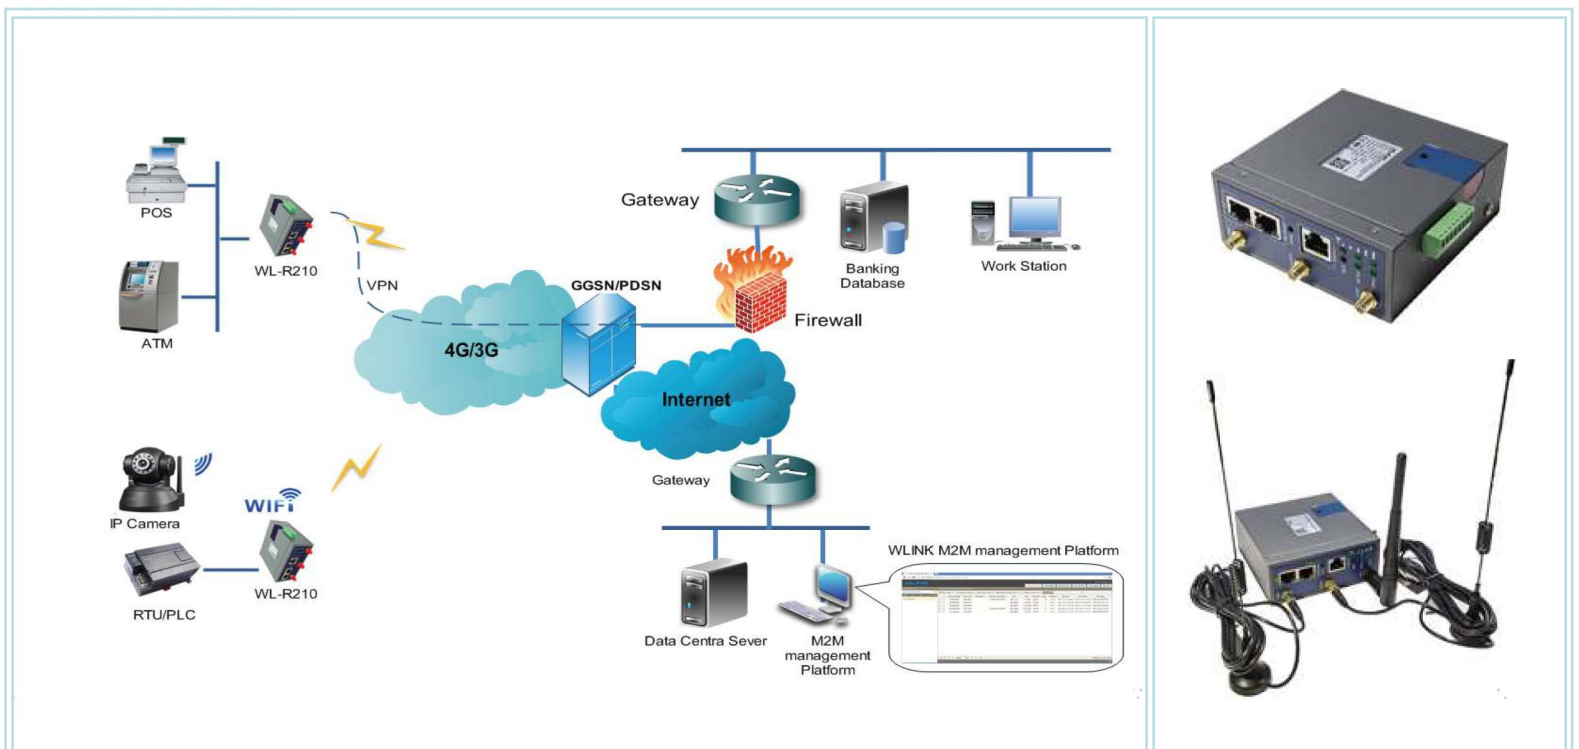 POS
ATM
WL-R210
VPN
4G/3G
GGSN/PDSN
Internet
Gateway
Firewall
Banking
Database
Work Station
IP Camera
WIFi
RTU/PLC
WL-R210
Gateway
Data Centra Sever
M2M
management
Platform
WLINK M2M management Platform